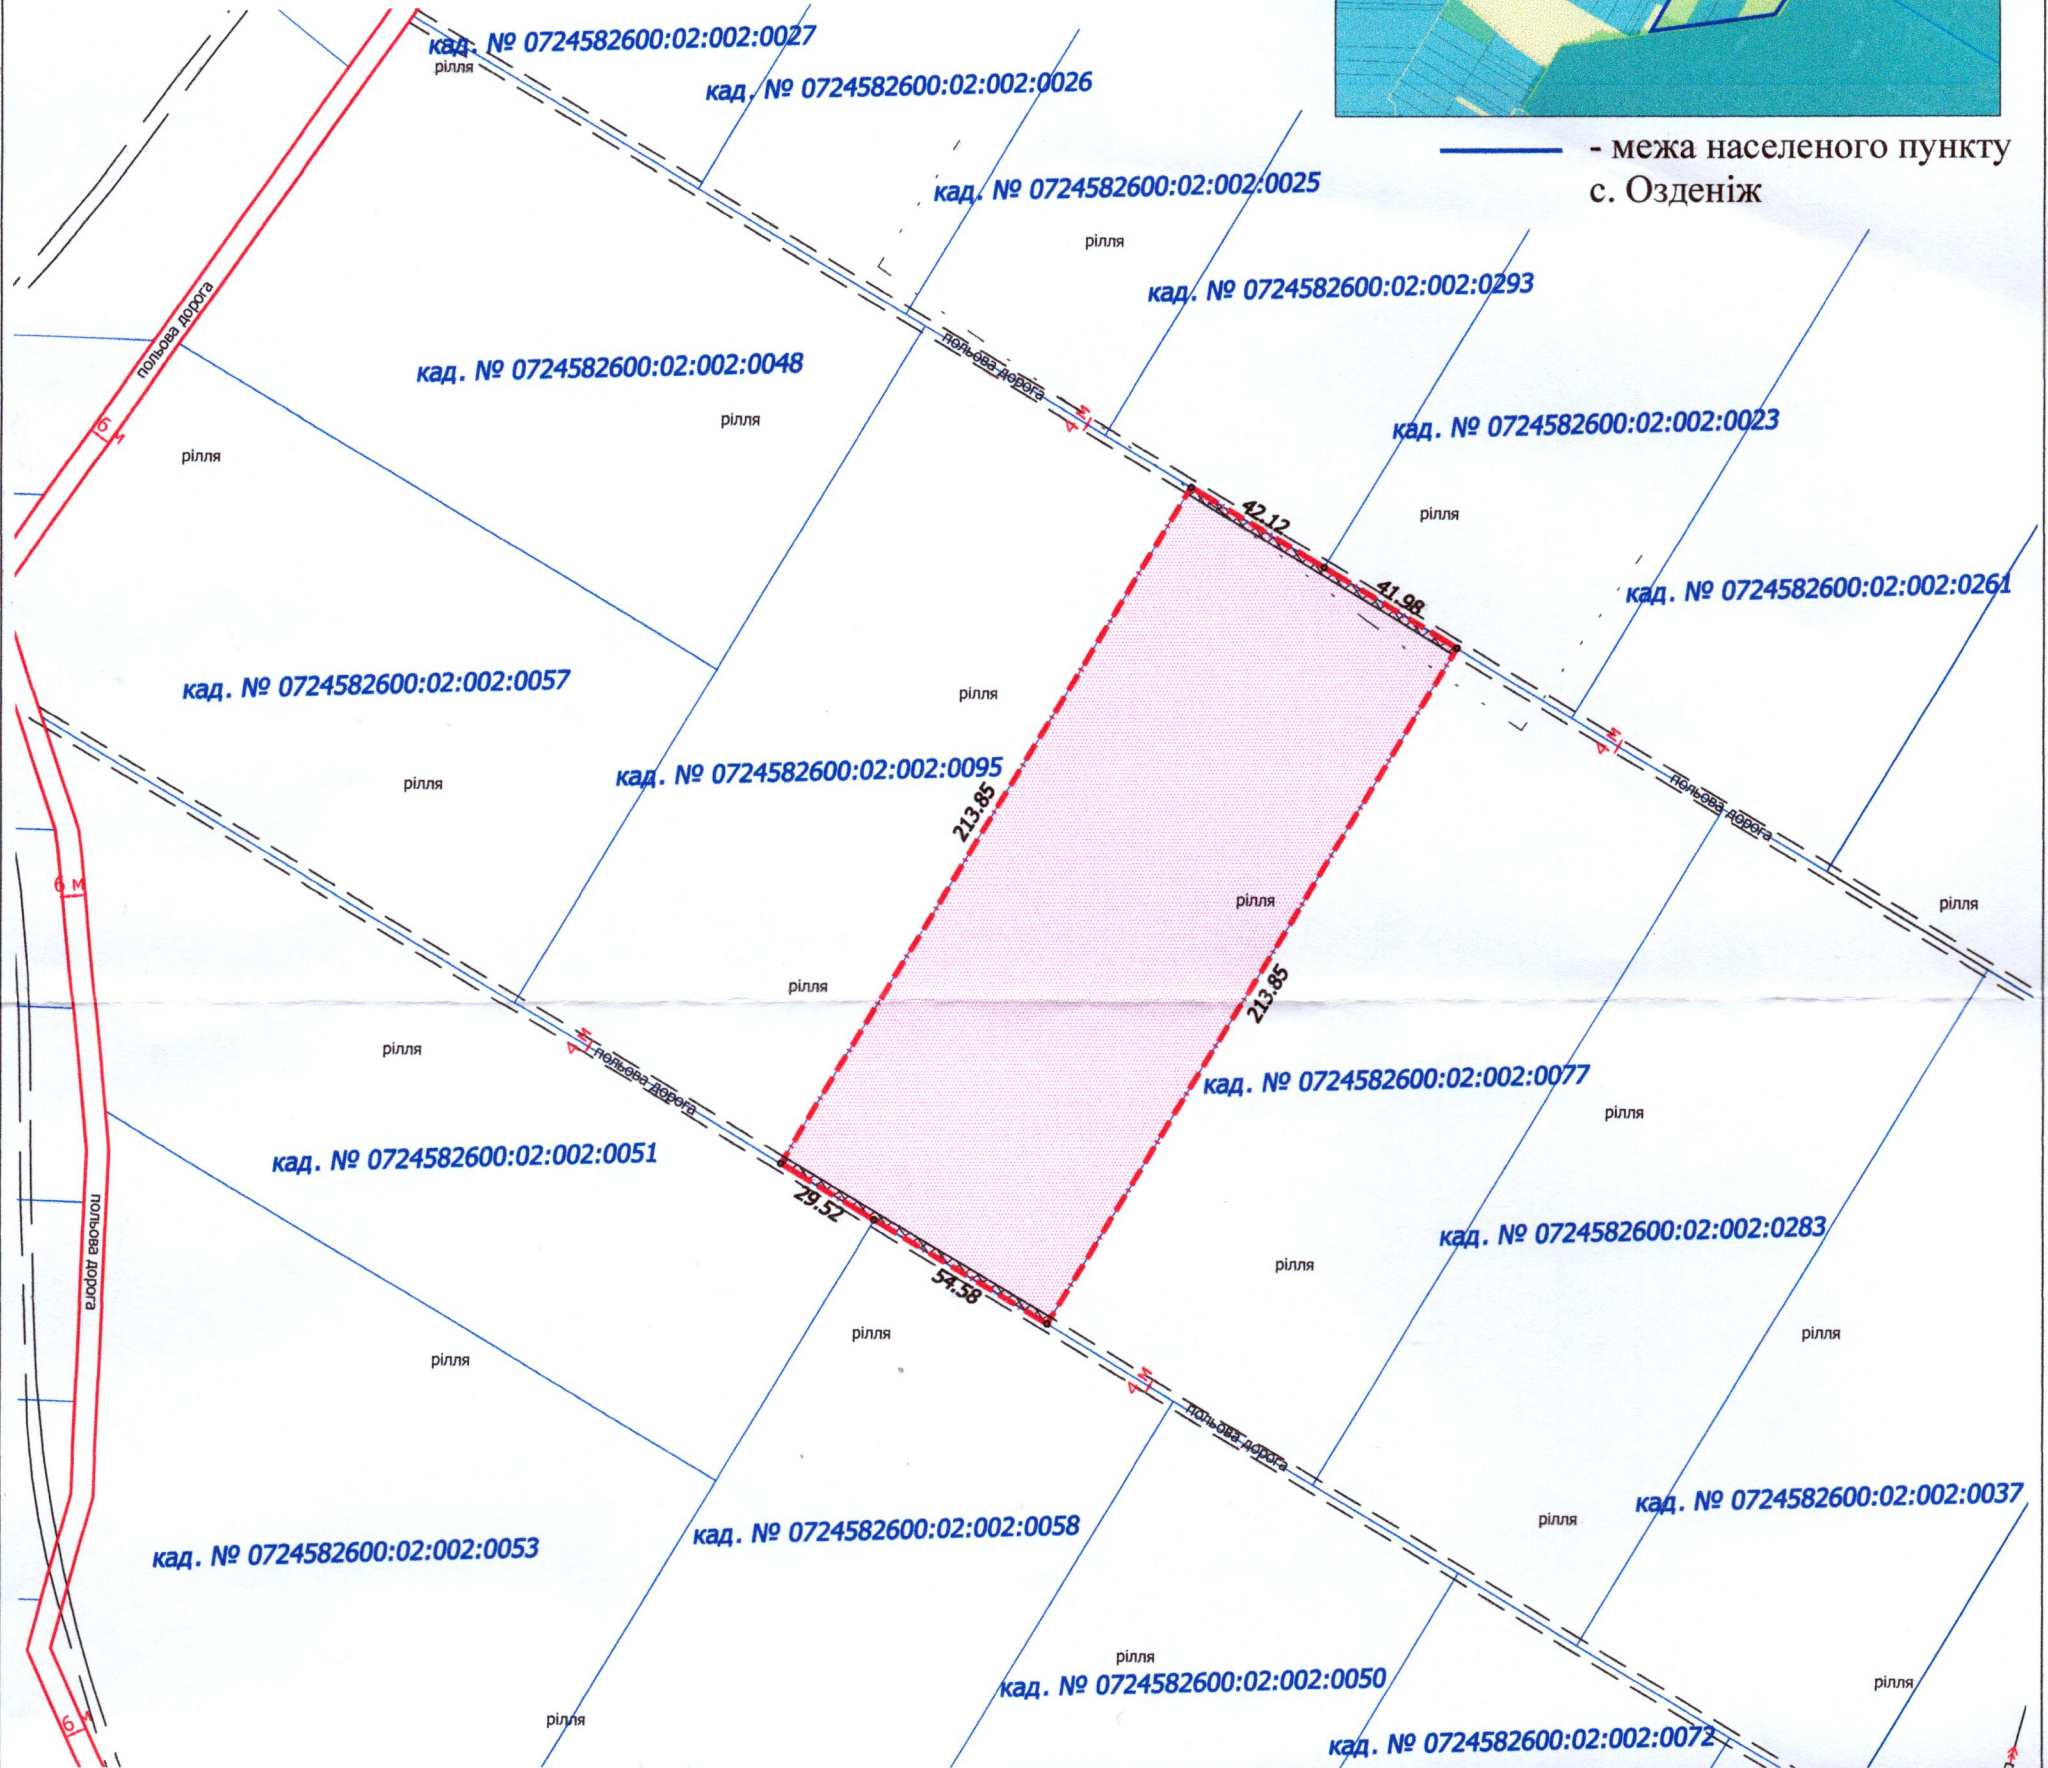 кад. № 0724582600:02:002:0027
рілля
кад. № 0724582600:02:002:0026
- межа населеного пункту
с. Озденіж
кад. № 0724582600:02:002:0025
рілля
кад. № 0724582600:02:002:0293
польова дорога
польова дорога
кад. № 0724582600:02:002:0048
рілля
4 м
кад. № 0724582600:02:002:0023
6 м
рілля
42.12
рілля
41.98
кад. № 0724582600:02:002:0261
кад. № 0724582600:02:002:0057
рілля
4 м
польова дорога
рілля
кад. № 0724582600:02:002:0095
213.85
6 м
рілля
рілля
рілля
213.85
4 м
польова дорога
рілля
кад. № 0724582600:02:002:0077
рілля
кад. № 0724582600:02:002:0051
29.52
польова дорога
кад. № 0724582600:02:002:0283
54.58
рілля
рілля
рілля
рілля
4 м
польова дорога
кад. № 0724582600:02:002:0037
рілля
кад. № 0724582600:02:002:0053
кад. № 0724582600:02:002:0058
рілля
кад. № 0724582600:02:002:0050
рілля
6 м
рілля
кад. № 0724582600:02:002:0072